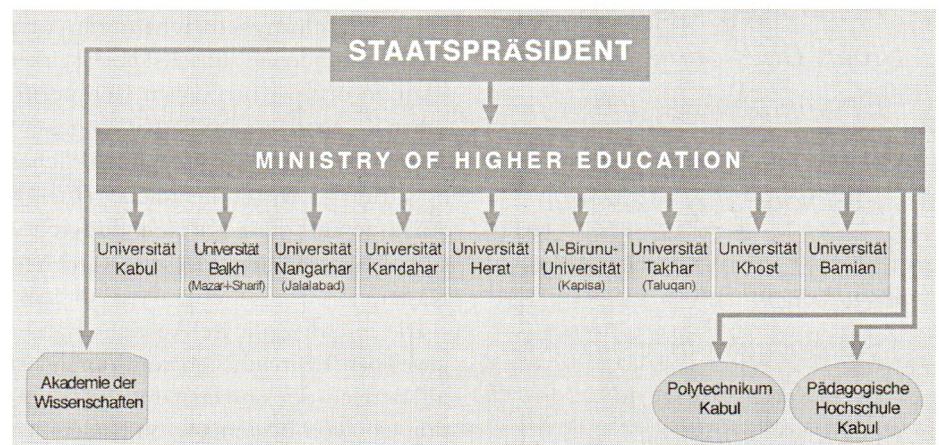 STAATSPRÄSIDENT
MINISTRY OF HIGHER EDUCATION
Universität
Kabul
Universität
Balkh
(Mazar-i-Sharif)
Universität
Nangarhar
(Jalalabad)
Universität
Kandahar
Universität
Herat
Al-Birunu-
Universität
(Kapisa)
Universität
Takhar
(Taluqan)
Universität
Khost
Universität
Bamian
Akademie der
Wissenschaften
Polytechnikum
Kabul
Pädagogische
Hochschule
Kabul